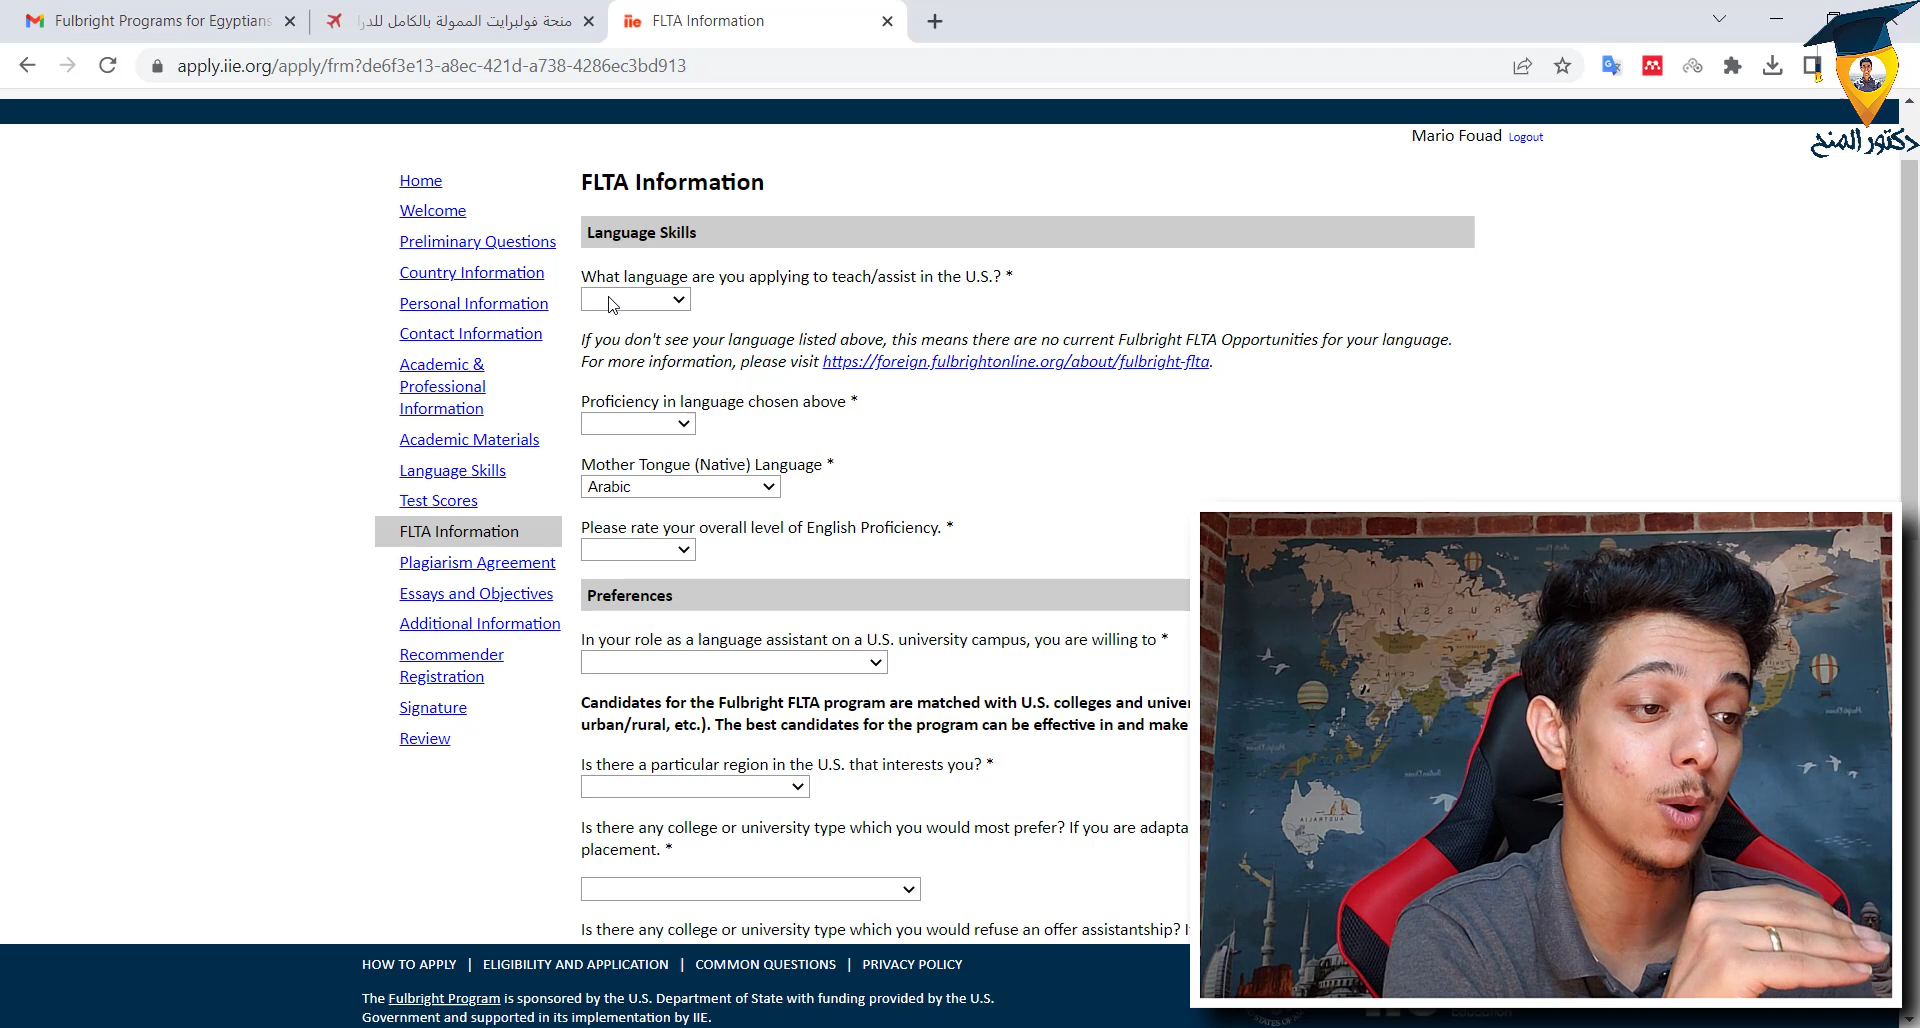 Fulbright Programs for Egyptians
منحة فولبرايت الممولة بالكامل للدرا
iie FLTA Information
apply.iie.org/apply/frm?de6f3e13-a8ec-421d-a738-4286ec3bd913
دكتور المنح
Mario Fouad Logout
Home
Welcome
Preliminary Questions
Country Information
Personal Information
Contact Information
Academic &
Professional
Information
Academic Materials
Language Skills
Test Scores
FLTA Information
Plagiarism Agreement
Essays and Objectives
Additional Information
Recommender
Registration
Signature
Review
FLTA Information
Language Skills
What language are you applying to teach/assist in the U.S.? *
If you don't see your language listed above, this means there are no current Fulbright FLTA Opportunities for your language.
For more information, please visit https://foreign.fulbrightonline.org/about/fulbright-flta.
Proficiency in language chosen above *
Mother Tongue (Native) Language *
Arabic
Please rate your overall level of English Proficiency. *
Preferences
In your role as a language assistant on a U.S. university campus, you are willing to *
Candidates for the Fulbright FLTA program are matched with U.S. colleges and univer
urban/rural, etc.). The best candidates for the program can be effective in and make
Is there a particular region in the U.S. that interests you? *
Is there any college or university type which you would most prefer? If you are adapta
placement. *
Is there any college or university type which you would refuse an offer assistantship? I
HOW TO APPLY | ELIGIBILITY AND APPLICATION | COMMON QUESTIONS | PRIVACY POLICY
The Fulbright Program is sponsored by the U.S. Department of State with funding provided by the U.S.
Government and supported in its implementation by IIE.